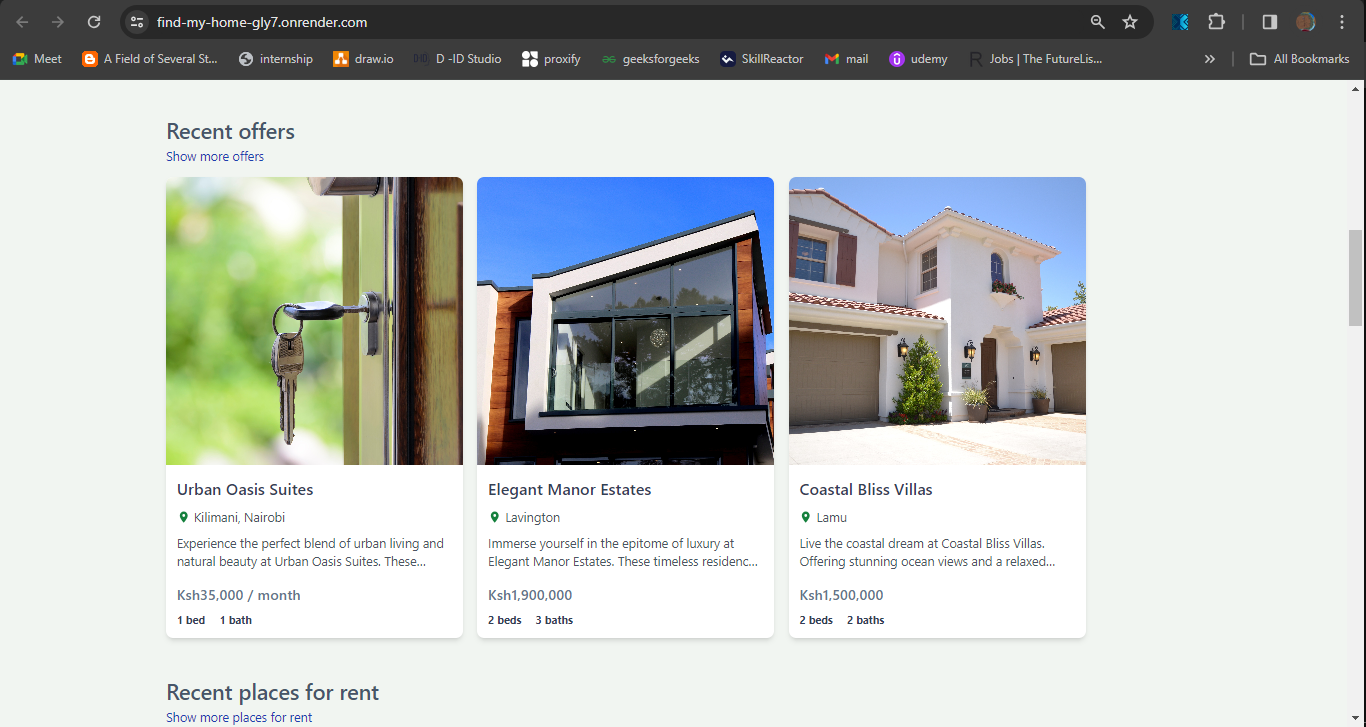 find-my-home-gly7.onrender.com
Meet
A Field of Several St...
internship
draw.io
D -ID Studio
proxify
geeksforgeeks
SkillReactor
mail
udemy
Jobs | The FutureLis...
All Bookmarks
Recent offers
Show more offers
Urban Oasis Suites
Kilimani, Nairobi
Experience the perfect blend of urban living and
natural beauty at Urban Oasis Suites. These...
Ksh35,000 / month
1 bed 1 bath
Elegant Manor Estates
Lavington
Immerse yourself in the epitome of luxury at
Elegant Manor Estates. These timeless residenc...
Ksh1,900,000
2 beds 3 baths
Coastal Bliss Villas
Lamu
Live the coastal dream at Coastal Bliss Villas.
Offering stunning ocean views and a relaxed...
Ksh1,500,000
2 beds 2 baths
Recent places for rent
Show more places for rent